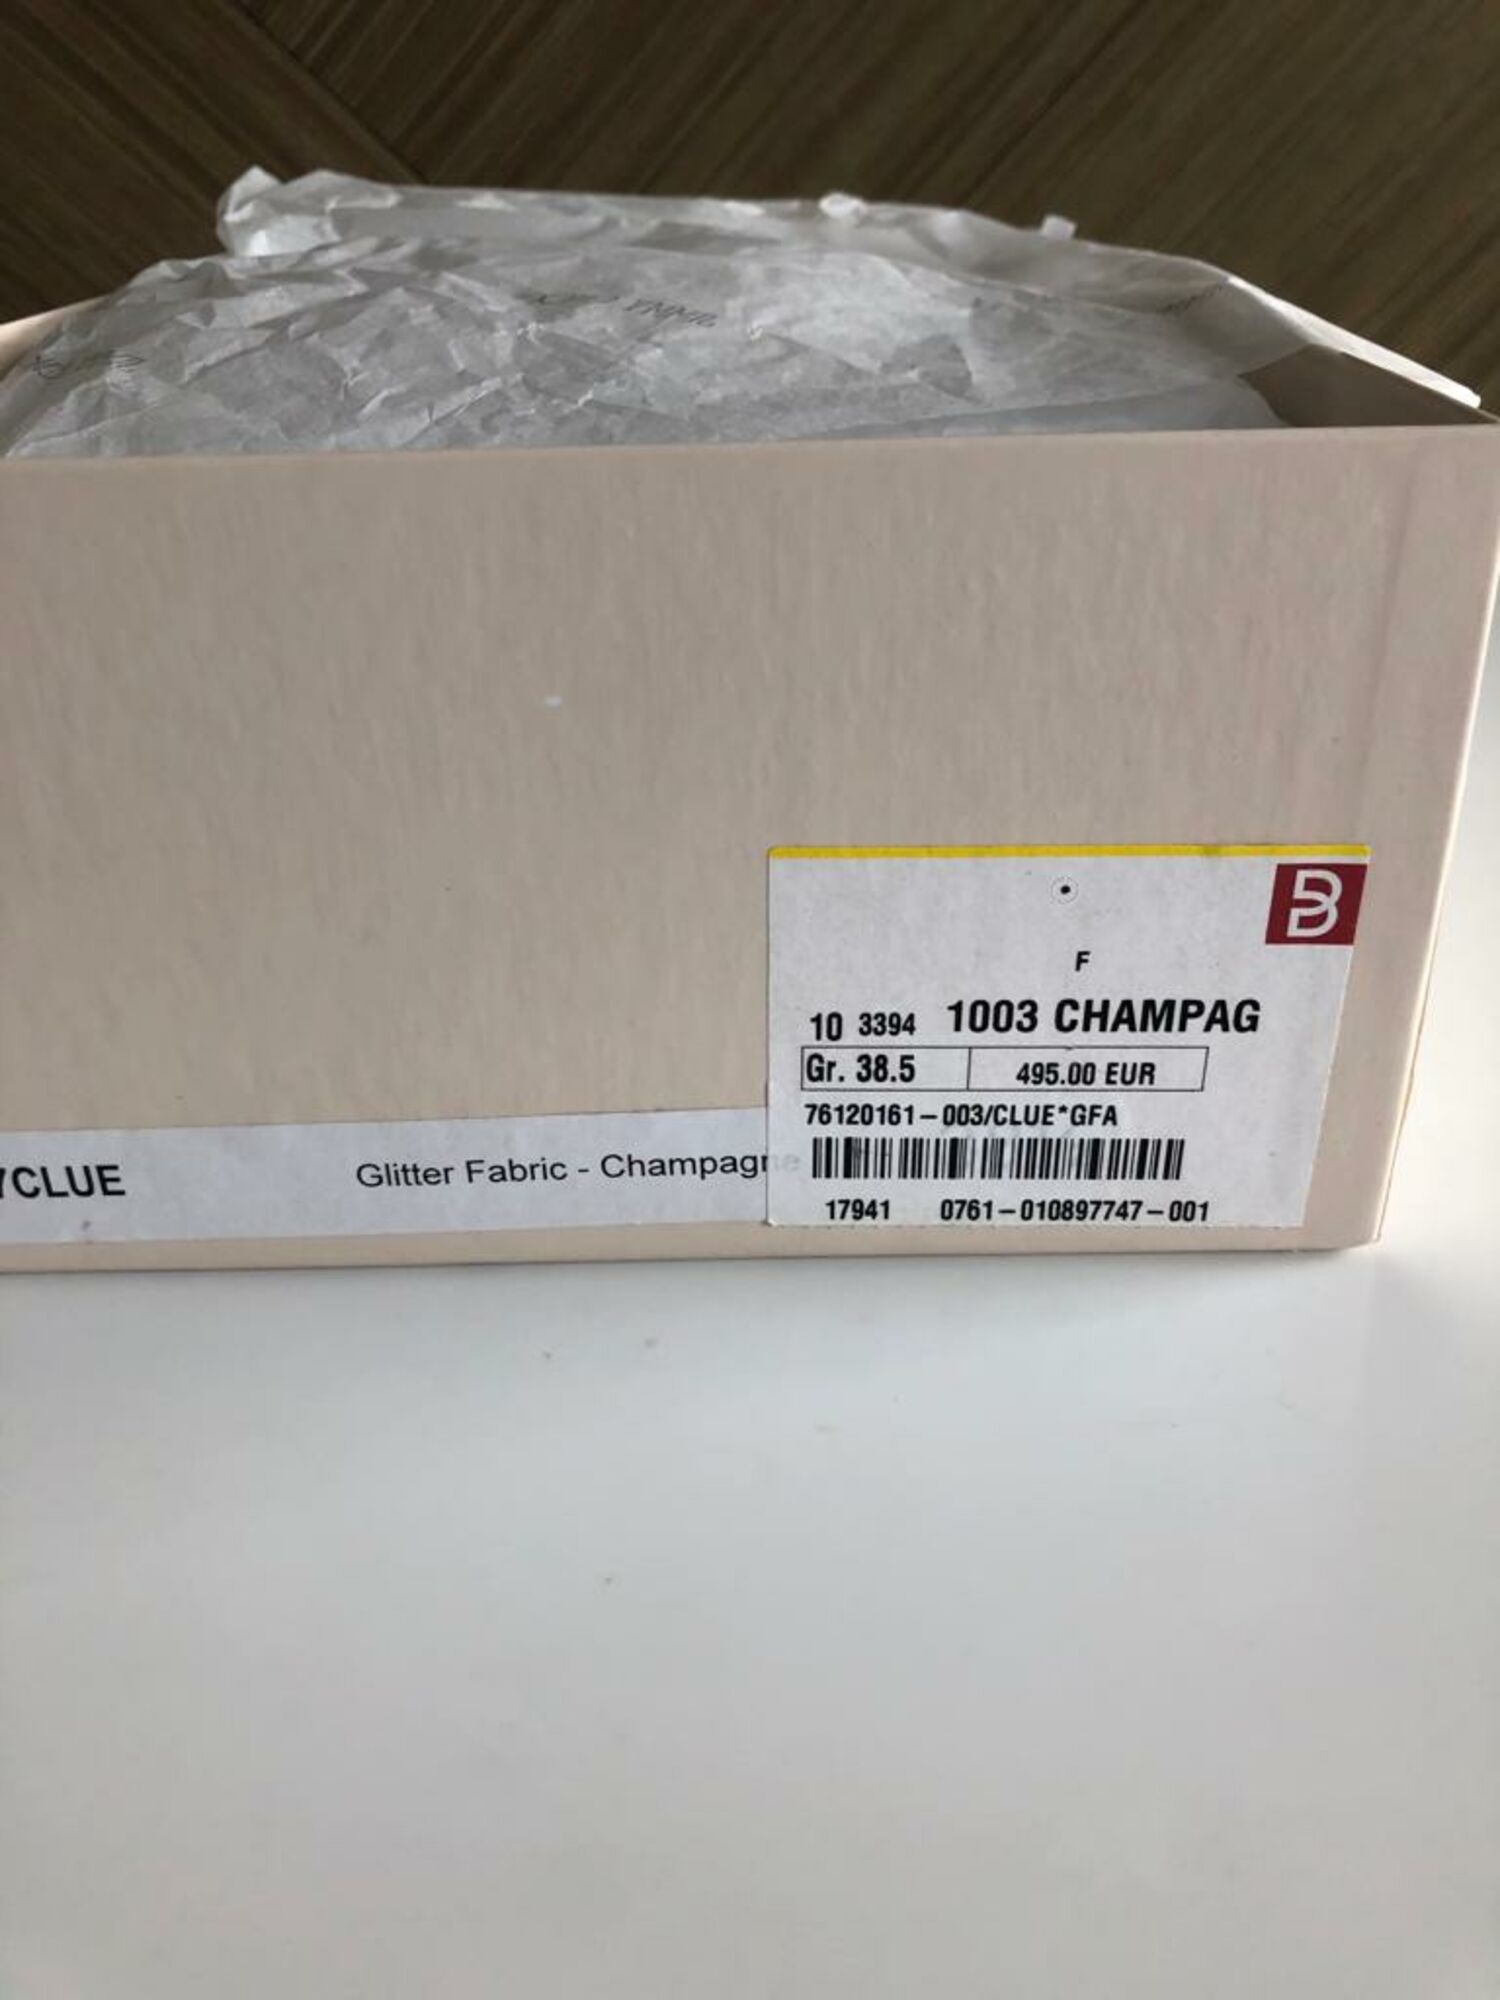 B
F
10 3394 1003 CHAMPAG
Gr. 38.5 495.00 EUR
76120161-003/CLUE*GFA
17941 0761-010897747-001
/CLUE Glitter Fabric - Champagne